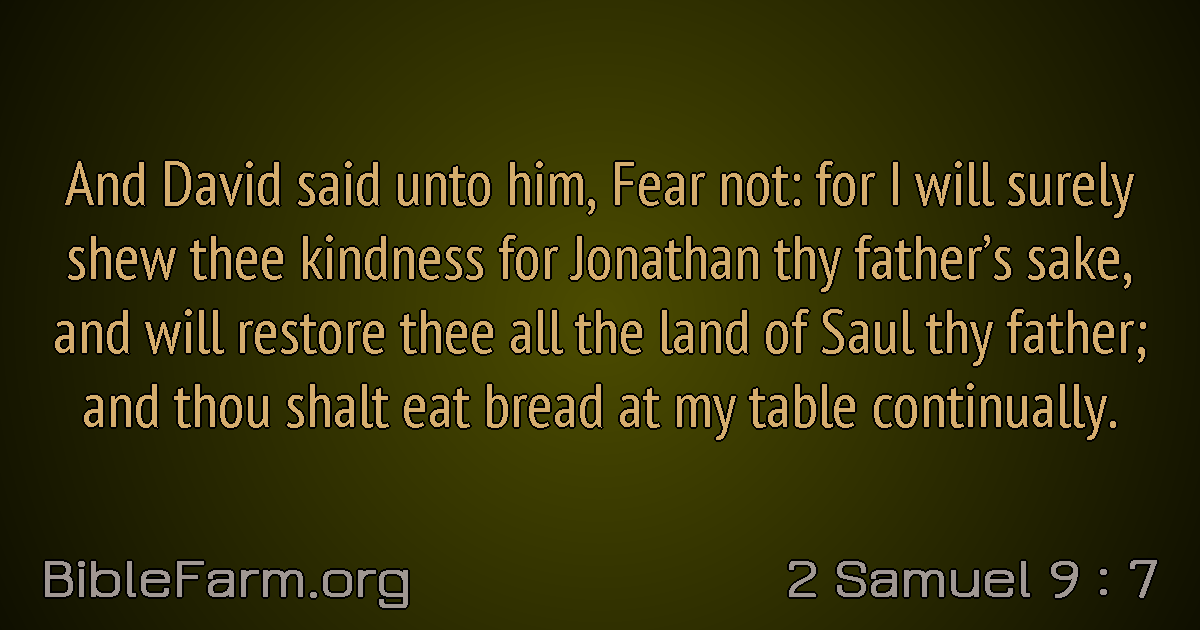 And David said unto him, Fear not: for I will surely
shew thee kindness for Jonathan thy father’s sake,
and will restore thee all the land of Saul thy father;
and thou shalt eat bread at my table continually.
BibleFarm.org
2 Samuel 9 : 7